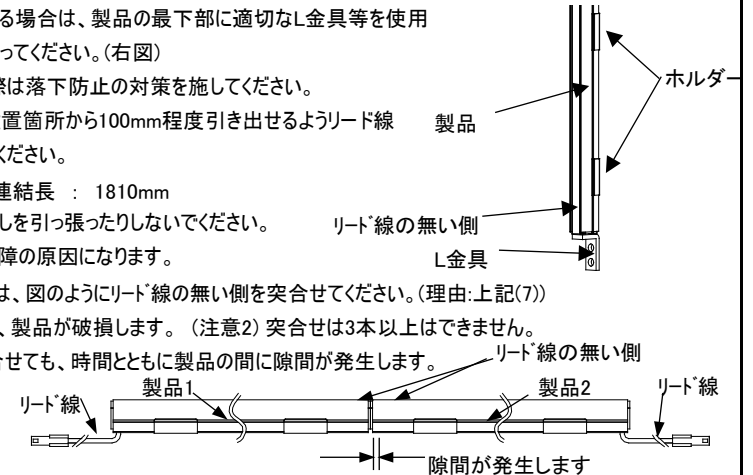 る場合は、製品の最下部に適切なL金具等を使用
ってください。(右図)
際は落下防止の対策を施してください。
置箇所から100mm程度引き出せるようリード線
ください。
連結長 : 1810mm
しを引っ張ったりしないでください。
障の原因になります。
は、図のようにリード線の無い側を突合せてください。(理由:上記(7))
、製品が破損します。 (注意2) 突合せは3本以上はできません。
合せても、時間とともに製品の間に隙間が発生します。
ホルダー
製品
リード線の無い側
L金具
リード線の無い側
リード線
製品1
製品2
リード線
隙間が発生します